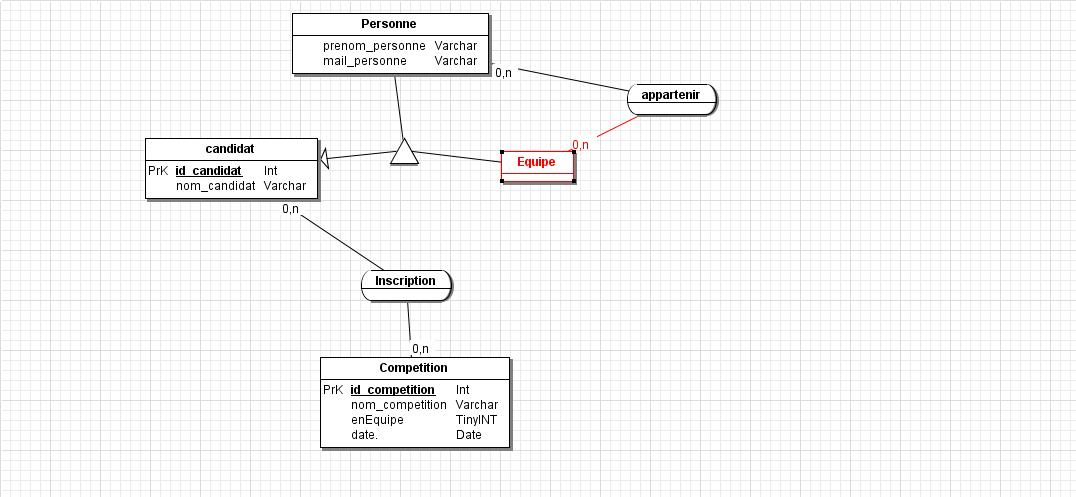 Personne
prenom_personne Varchar
mail_personne Varchar
0,n
appartenir
0,n
candidat
PrK id_candidat Int
nom_candidat Varchar
Equipe
0,n
Inscription
0,n
Competition
PrK id_competition Int
nom_competition Varchar
enEquipe TinyINT
date. Date